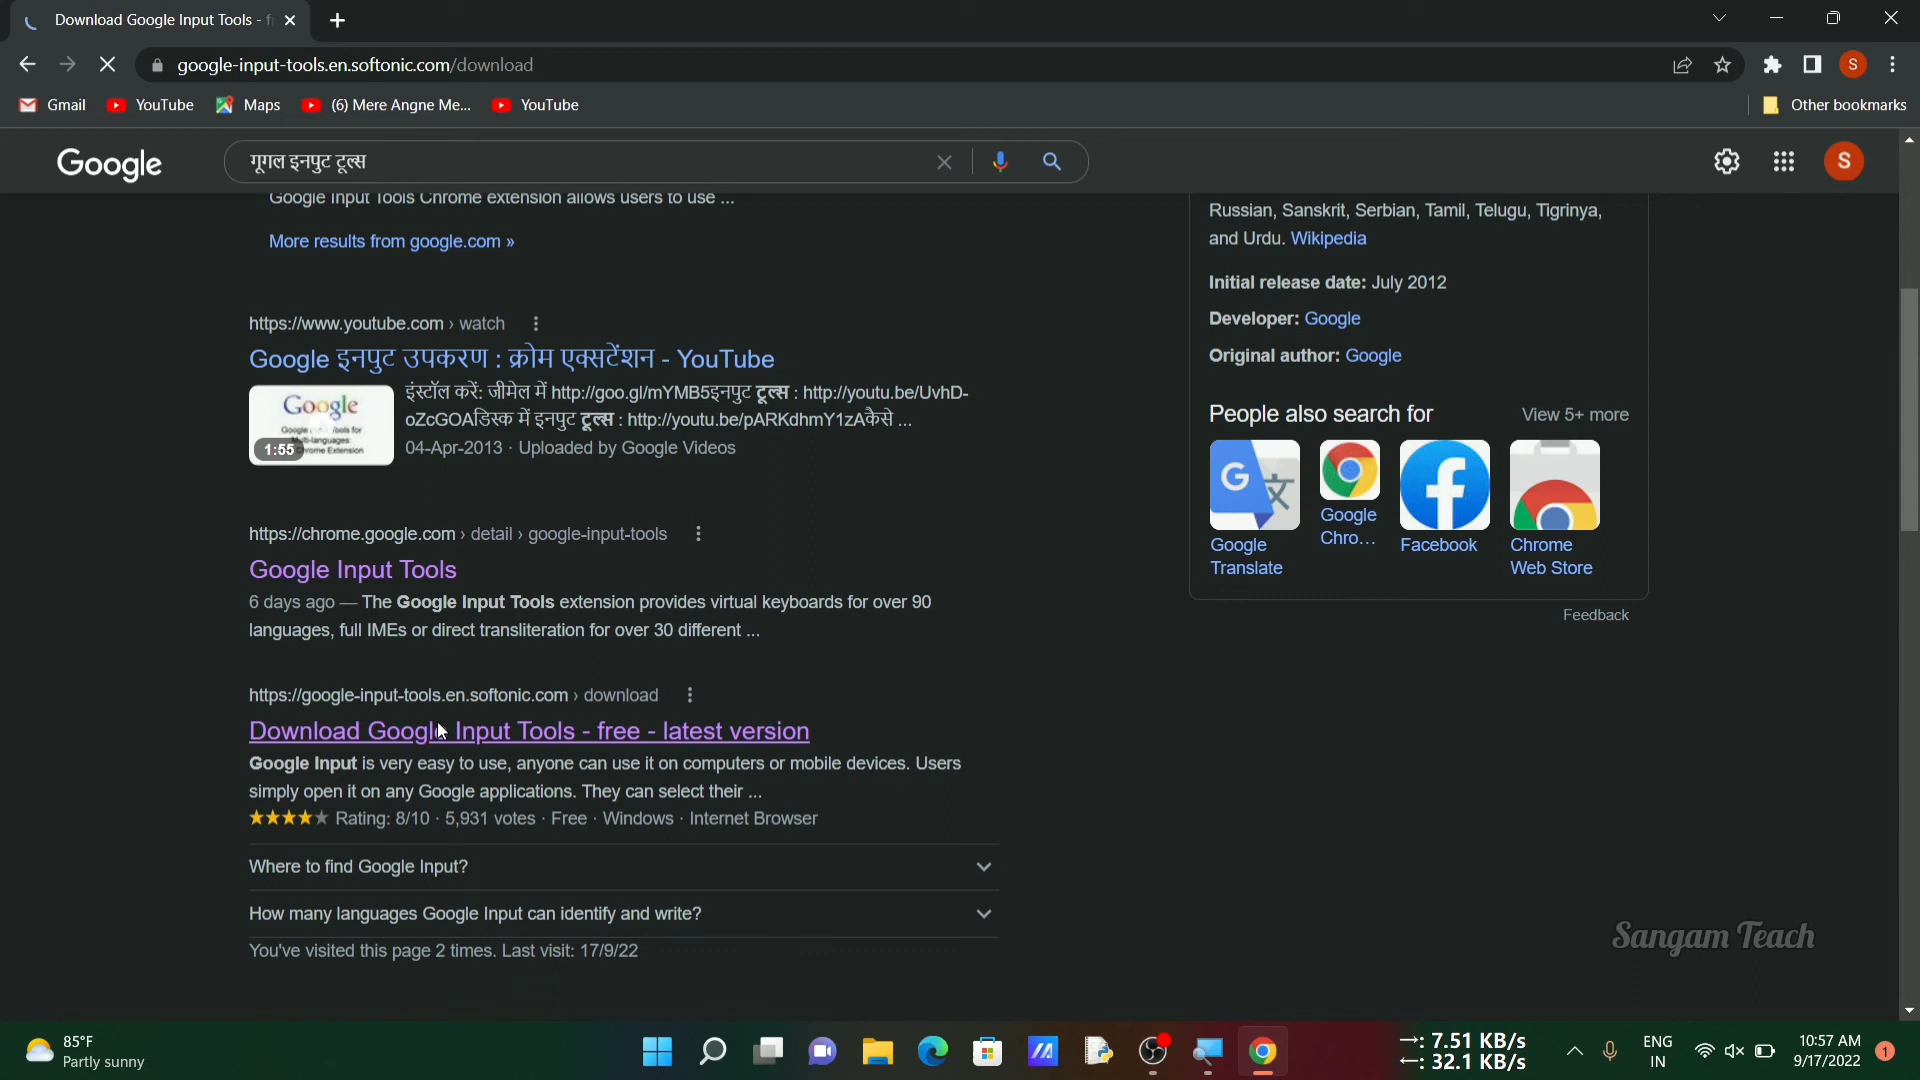 Download Google Input Tools - f
google-input-tools.en.softonic.com/download
S
Gmail
YouTube
Maps
(6) Mere Angne Me...
YouTube
Other bookmarks
Google
गूगल इनपुट टूल्स
S
Google Input Tools Chrome extension allows users to use ...
More results from google.com »
https://www.youtube.com › watch
Google इनपुट उपकरण : क्रोम एक्सटेंशन - YouTube
Google
1:55
इंस्टॉल करें: जीमेल में http://goo.gl/mYMB5इनपुट टूल्स : http://youtu.be/UvhD-
oZcGOAडिस्क में इनपुट टूल्स : http://youtu.be/pARKdhmY1zAकैसे ...
04-Apr-2013 · Uploaded by Google Videos
https://chrome.google.com › detail › google-input-tools
Google Input Tools
6 days ago — The Google Input Tools extension provides virtual keyboards for over 90
languages, full IMEs or direct transliteration for over 30 different ...
https://google-input-tools.en.softonic.com › download
Download Google Input Tools - free - latest version
Google Input is very easy to use, anyone can use it on computers or mobile devices. Users
simply open it on any Google applications. They can select their ...
Rating: 8/10 · 5,931 votes · Free · Windows · Internet Browser
Where to find Google Input?
How many languages Google Input can identify and write?
You've visited this page 2 times. Last visit: 17/9/22
Russian, Sanskrit, Serbian, Tamil, Telugu, Tigrinya,
and Urdu. Wikipedia
Initial release date: July 2012
Developer: Google
Original author: Google
People also search for
View 5+ more
Google
Translate
Google
Chro...
Facebook
Chrome
Web Store
Feedback
Sangam Teach
85°F
Partly sunny
→: 7.51 KB/s
←: 32.1 KB/s
ENG
IN
10:57 AM
9/17/2022
1